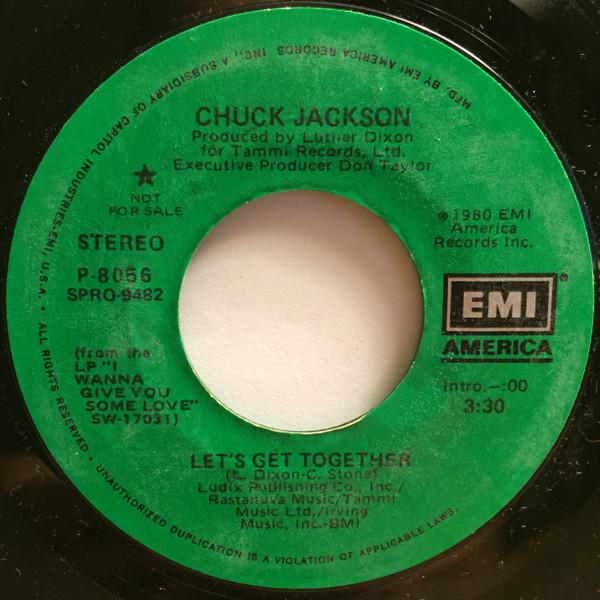 MFD. BY EMI AMERICA RECORDS, INC., A SUBSIDIARY OF CAPITOL INDUSTRIES-EMI, U.S.A. • ALL RIGHTS RESERVED. • UNAUTHORIZED DUPLICATION IS A VIOLATION OF APPLICABLE LAWS.
CHUCK JACKSON
Produced by Luther Dixon
for Tammi Records, Ltd.
Executive Producer Don Taylor
NOT
FOR SALE
STEREO
P-8056
SPRO-9482
℗1980 EMI
America
Records Inc.
EMI
AMERICA
(from the
LP "I
WANNA
GIVE YOU
SOME LOVE"
SW-17031)
Intro.—:00
3:30
LET'S GET TOGETHER
(L. Dixon-C. Stone)
Ludix Publishing Co., Inc./
Rastanuva Music/Tammi
Music Ltd./Irving
Music, Inc.-BMI